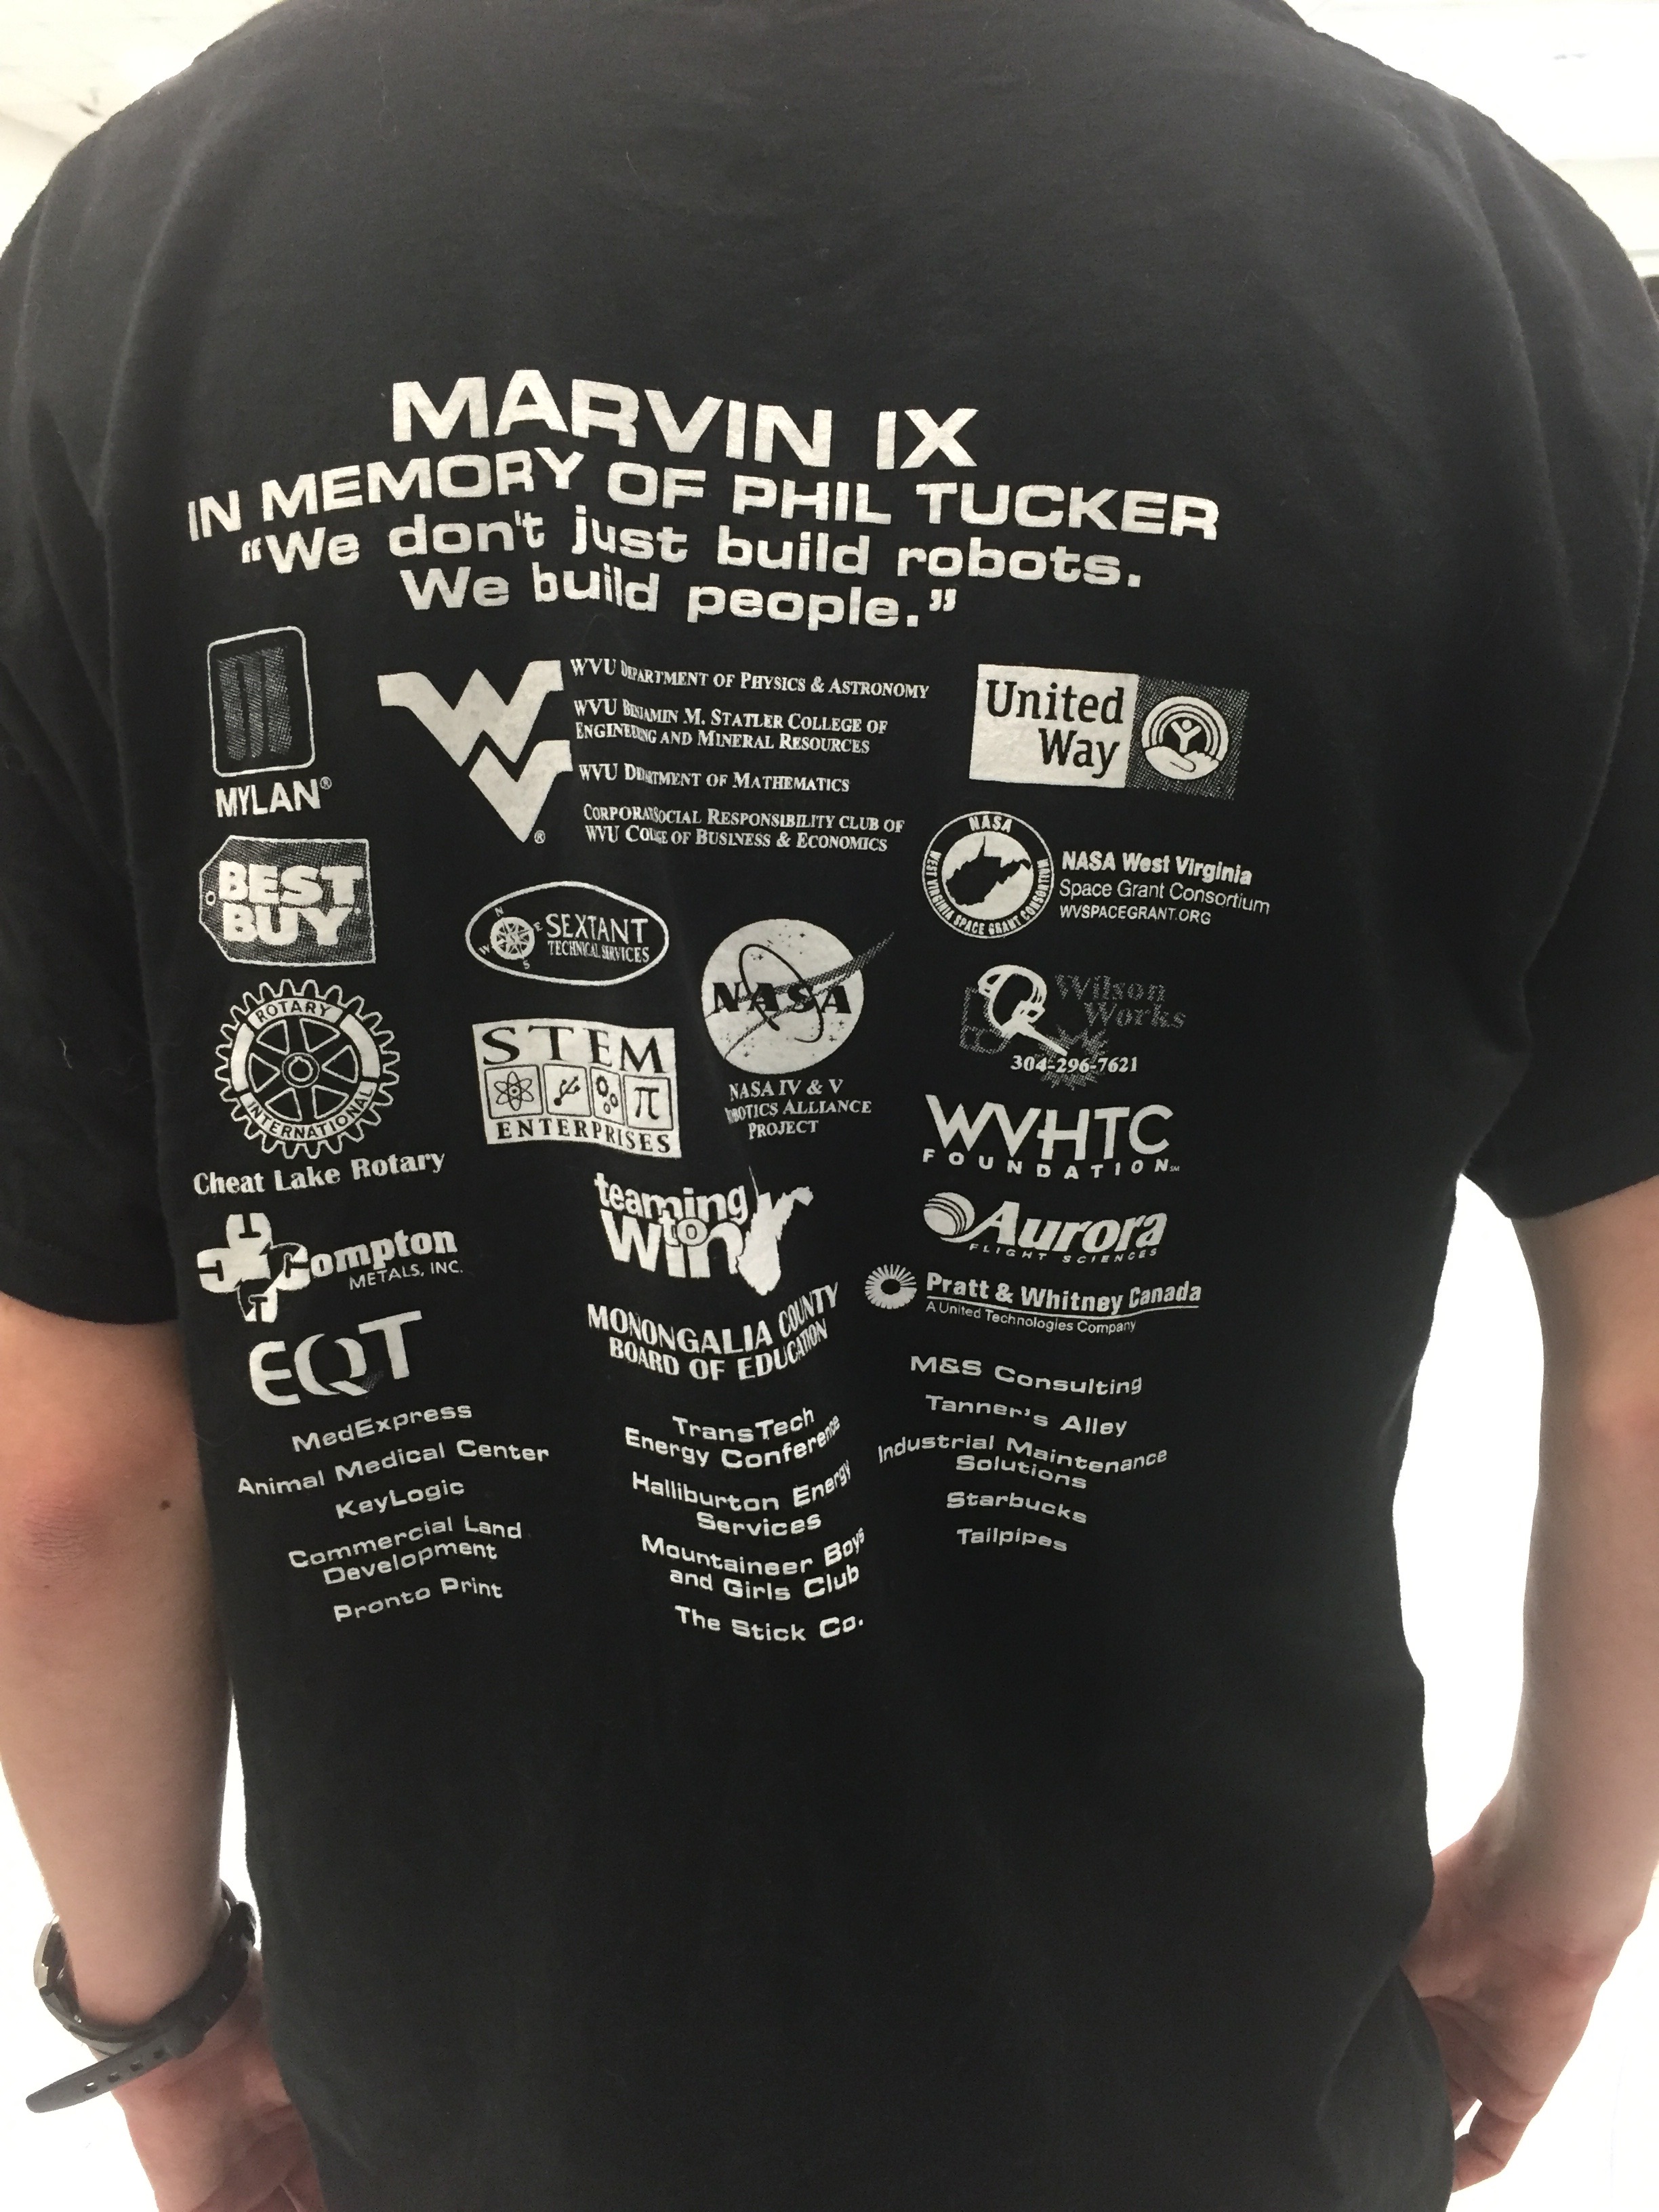 MARVIN IX
IN MEMORY OF PHIL TUCKER
“We don't just build robots.
We build people.”
MYLAN®
WVU DEPARTMENT OF PHYSICS & ASTRONOMY
WVU BENJAMIN M. STATLER COLLEGE OF
ENGINEERING AND MINERAL RESOURCES
WVU DEPARTMENT OF MATHEMATICS
CORPORATE SOCIAL RESPONSIBILITY CLUB OF
WVU COLLEGE OF BUSINESS & ECONOMICS
®
United
Way
BEST
BUY
N E S W
SEXTANT
TECHNICAL SERVICES
NASA
WEST VIRGINIA SPACE GRANT CONSORTIUM
NASA West Virginia
Space Grant Consortium
WVSPACEGRANT.ORG
ROTARY
INTERNATIONAL
Cheat Lake Rotary
STEM
π
ENTERPRISES
NASA
NASA IV & V
ROBOTICS ALLIANCE
PROJECT
Wilson
Works
304-296-7621
WVHTC
FOUNDATION℠
Compton
METALS, INC.
teaming
to
win
MONONGALIA COUNTY
BOARD OF EDUCATION
Aurora
FLIGHT SCIENCES
Pratt & Whitney Canada
A United Technologies Company
EQT
MedExpress
Animal Medical Center
KeyLogic
Commercial Land
Development
Pronto Print
TransTech
Energy Conference
Halliburton Energy
Services
Mountaineer Boys
and Girls Club
The Stick Co.
M&S Consulting
Tanner's Alley
Industrial Maintenance
Solutions
Starbucks
Tailpipes